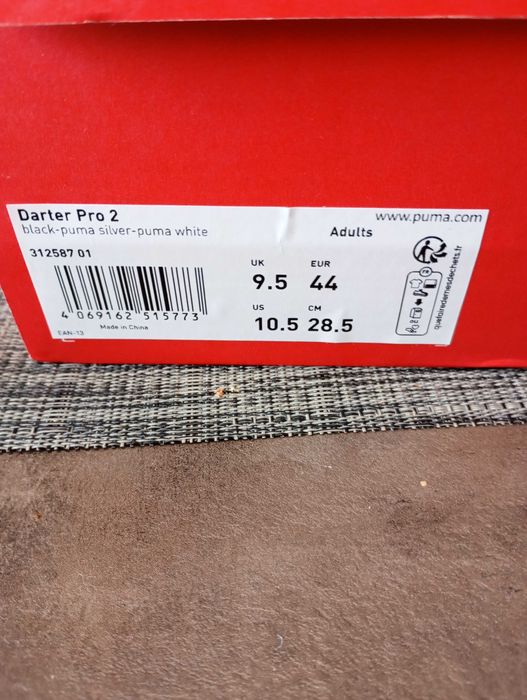 Darter Pro 2
black-puma silver-puma white
312587 01
4 069162 515773
EAN-13
Made in China
www.puma.com
Adults
UK
EUR
9.5
44
US
CM
10.5
28.5
FR
quefairedemesdechets.fr